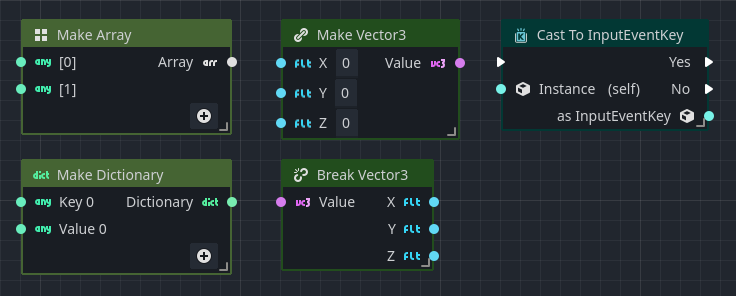 Make Array
any [0] Array arr
any [1]
Make Vector3
flt X 0 Value vc3
flt Y 0
flt Z 0
Cast To InputEventKey
Yes
Instance (self) No
as InputEventKey
dict Make Dictionary
any Key 0 Dictionary dict
any Value 0
Break Vector3
vc3 Value X flt
Y flt
Z flt